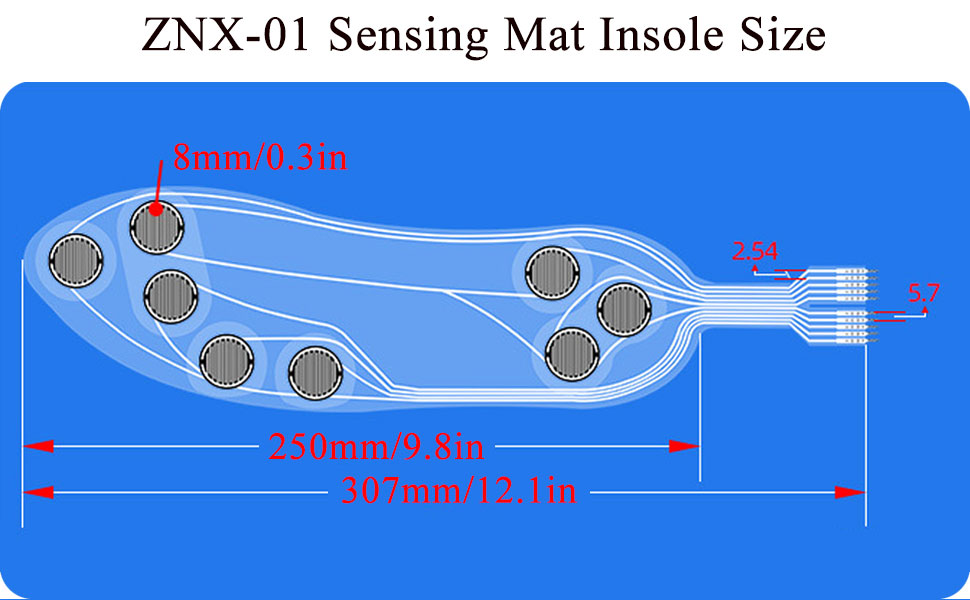 ZNX-01 Sensing Mat Insole Size
8mm/0.3in
2.54
5.7
250mm/9.8in
307mm/12.1in